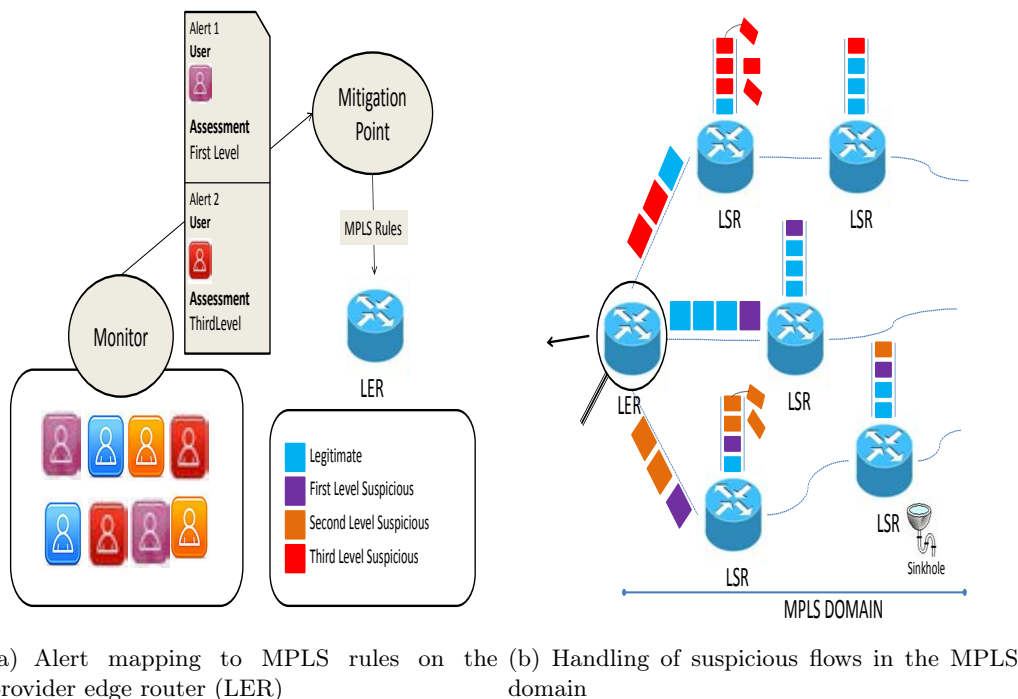 Alert 1
User
Assessment
First Level
Alert 2
User
Assessment
ThirdLevel
Mitigation
Point
MPLS Rules
LER
Monitor
Legitimate
First Level Suspicious
Second Level Suspicious
Third Level Suspicious
a) Alert mapping to MPLS rules on the
rovider edge router (LER)
LSR
LSR
LER
LSR
LSR
LSR
Sinkhole
MPLS DOMAIN
(b) Handling of suspicious flows in the MPLS
domain